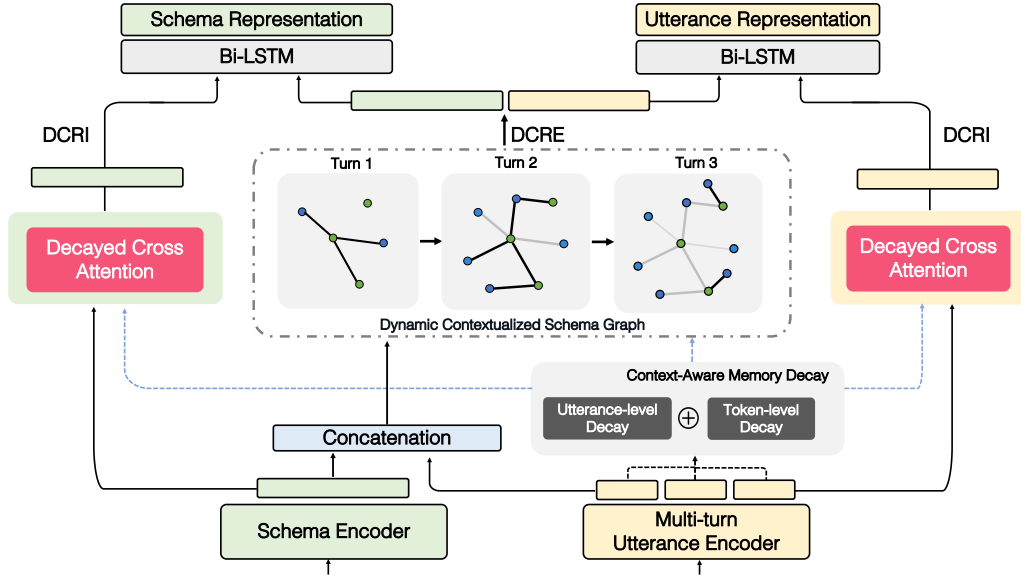 Schema Representation
Utterance Representation
Bi-LSTM
Bi-LSTM
DCRI
DCRE
DCRI
Turn 1
Turn 2
Turn 3
Decayed Cross
Attention
Decayed Cross
Attention
Dynamic Contextualized Schema Graph
Context-Aware Memory Decay
Utterance-level
Decay
Token-level
Decay
Concatenation
Schema Encoder
Multi-turn
Utterance Encoder